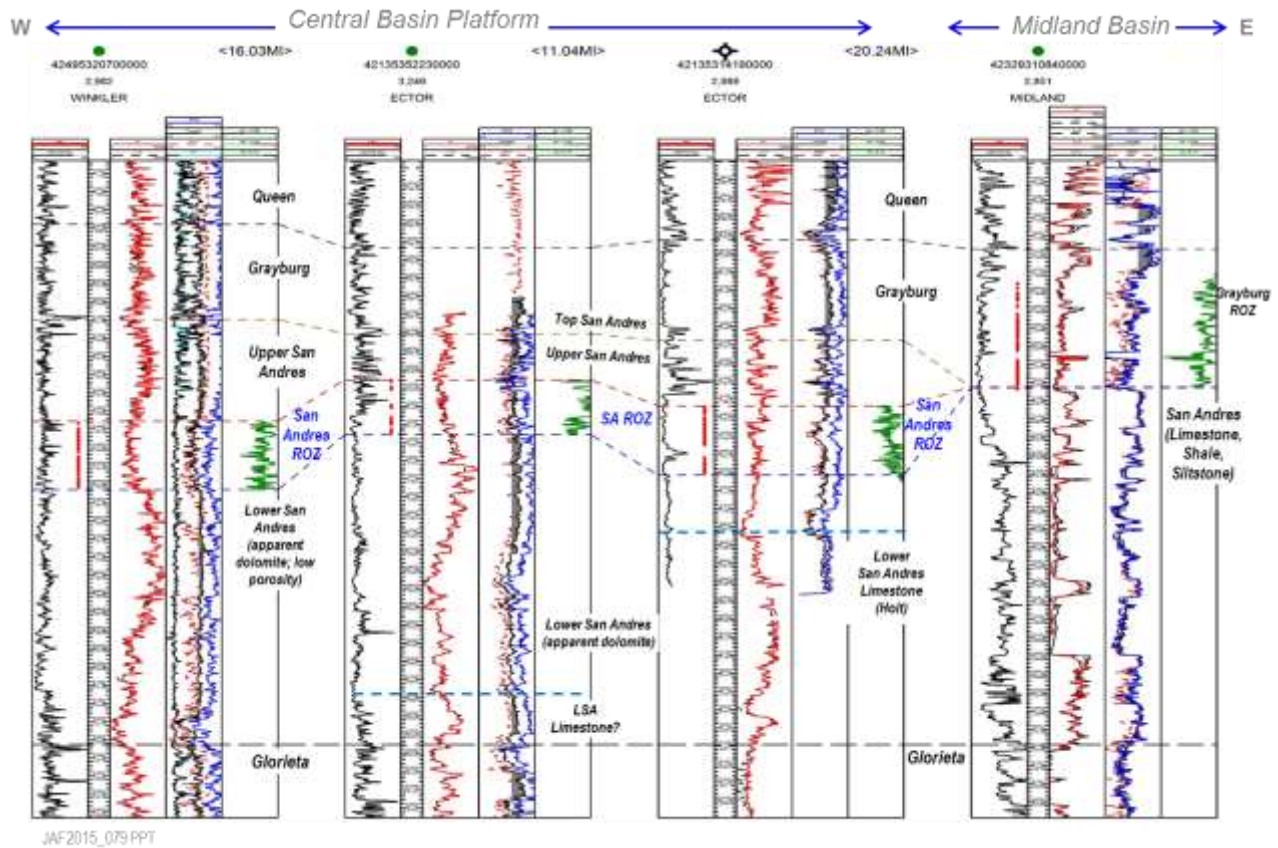 W
Central Basin Platform
Midland Basin
E
<16.03MI>
<11.04MI>
<20.24MI>
42495320700000
42135352230000
42329310840000
WINKLER
ECTOR
ECTOR
MIDLAND
Queen
Queen
Grayburg
Grayburg
Grayburg
ROZ
Top San Andres
Upper San
Andres
Upper San Andres
San
Andres
ROZ
SA ROZ
San
Andres
ROZ
San Andres
(Limestone,
Shale,
Siltstone)
Lower San
Andres
(apparent
dolomite; low
porosity)
Lower
San Andres
Limestone
(Holt)
Lower San Andres
(apparent dolomite)
LSA
Limestone?
Glorieta
Glorieta
JAF2015_079 PPT